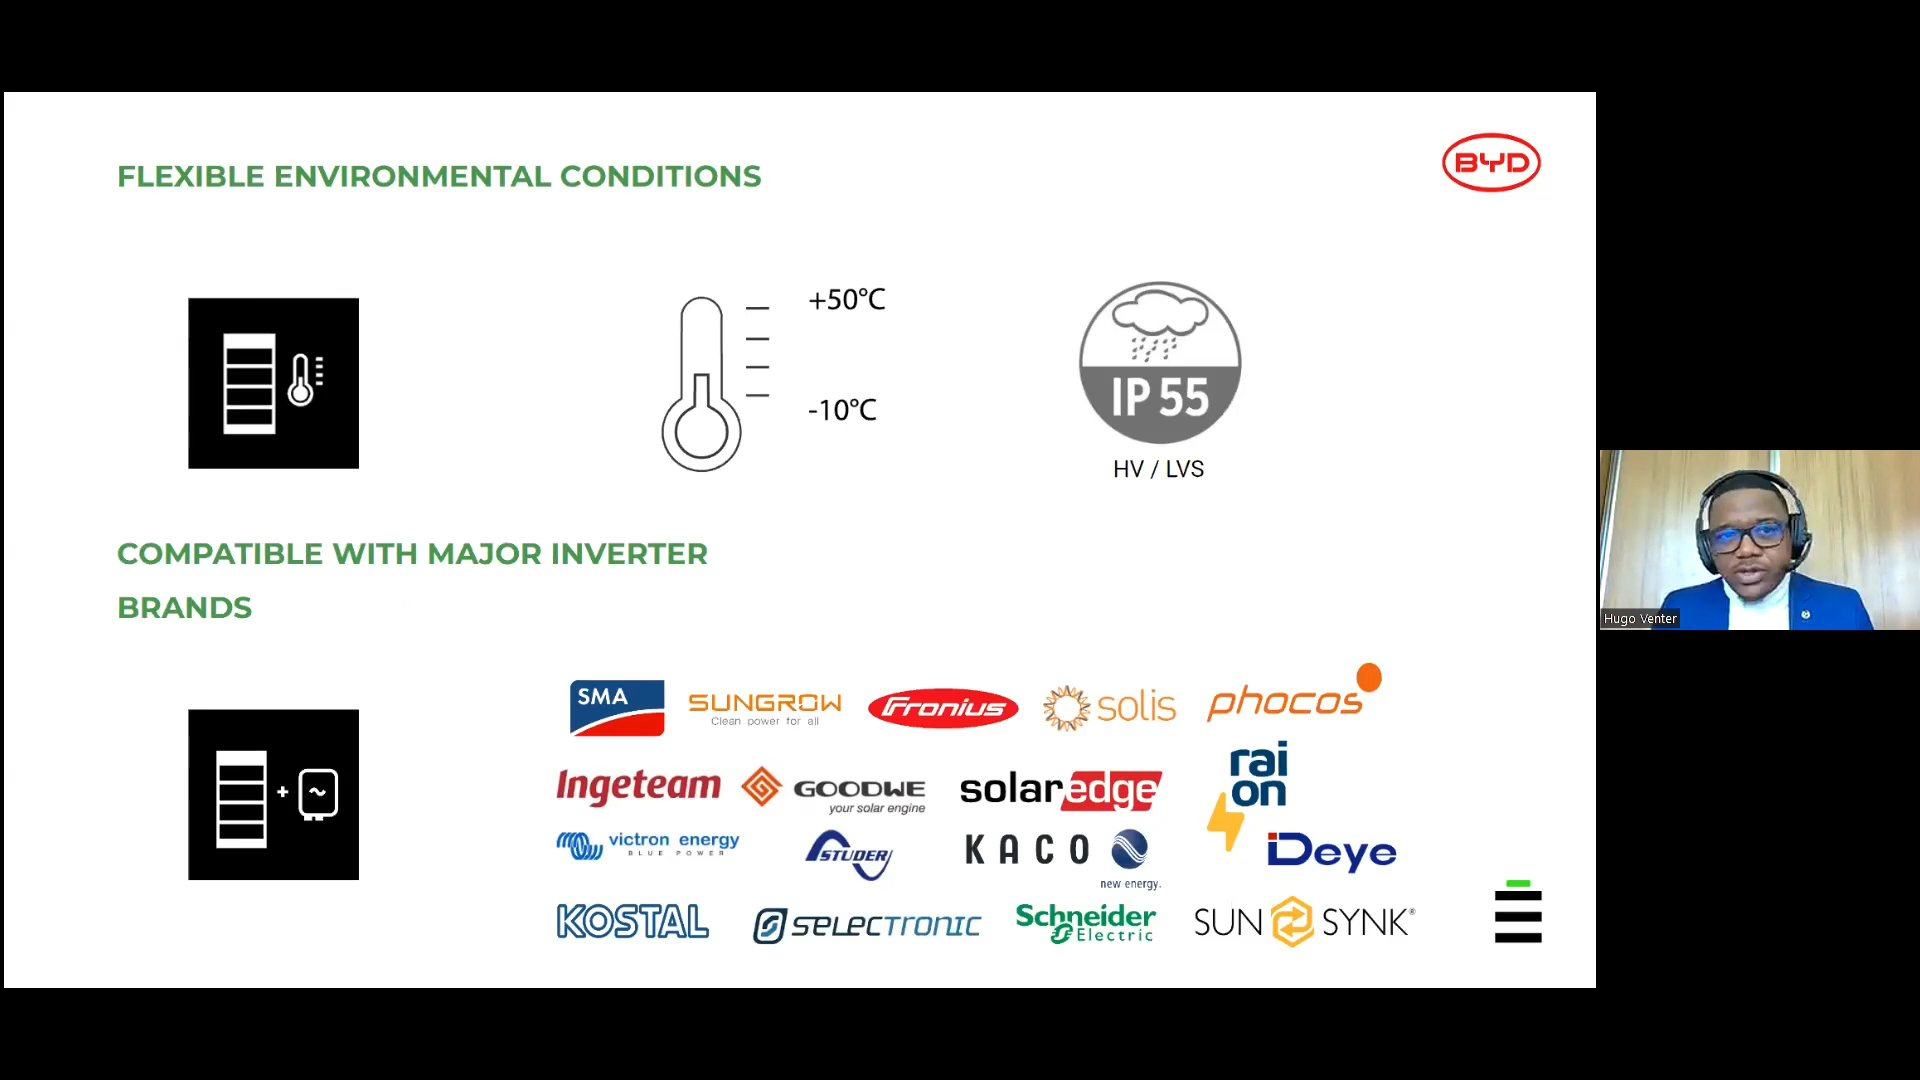 FLEXIBLE ENVIRONMENTAL CONDITIONS
BYD
+50°C
-10°C
IP 55
HV / LVS
COMPATIBLE WITH MAJOR INVERTER
BRANDS
Hugo Venter
SMA
SUNGROW
Clean power for all
Fronius
solis
phocos
Ingeteam
GOODWE
your solar engine
solaredge
rai
on
victron energy
BLUE POWER
STUDER
KACO
new energy.
Deye
KOSTAL
SELECTRONIC
Schneider
Electric
SUN SYNK®